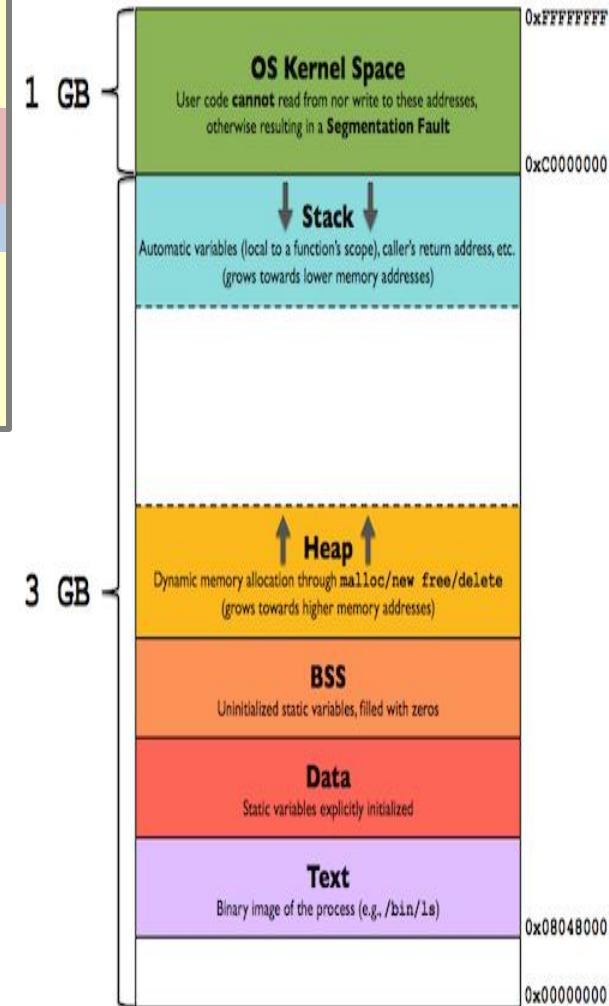 0xFFFFFFFF
1 GB
OS Kernel Space
User code cannot read from nor write to these addresses,
otherwise resulting in a Segmentation Fault
0xC0000000
Stack
Automatic variables (local to a function's scope), caller's return address, etc.
(grows towards lower memory addresses)
3 GB
Heap
Dynamic memory allocation through malloc/new free/delete
(grows towards higher memory addresses)
BSS
Uninitialized static variables, filled with zeros
Data
Static variables explicitly initialized
Text
Binary image of the process (e.g., /bin/ls)
0x08048000
0x00000000